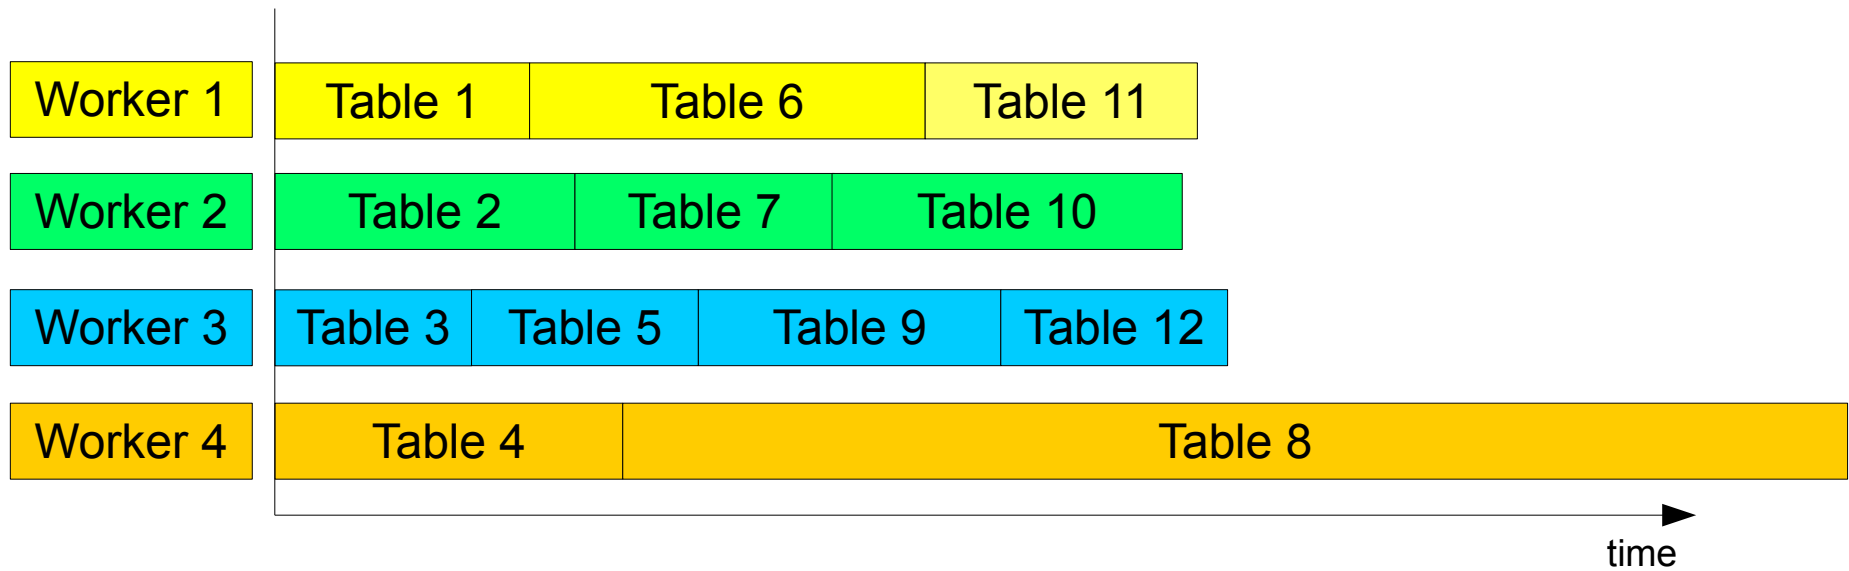 Worker 1 Table 1 Table 6 Table 11
Worker 2 Table 2 Table 7 Table 10
Worker 3 Table 3 Table 5 Table 9 Table 12
Worker 4 Table 4 Table 8
time